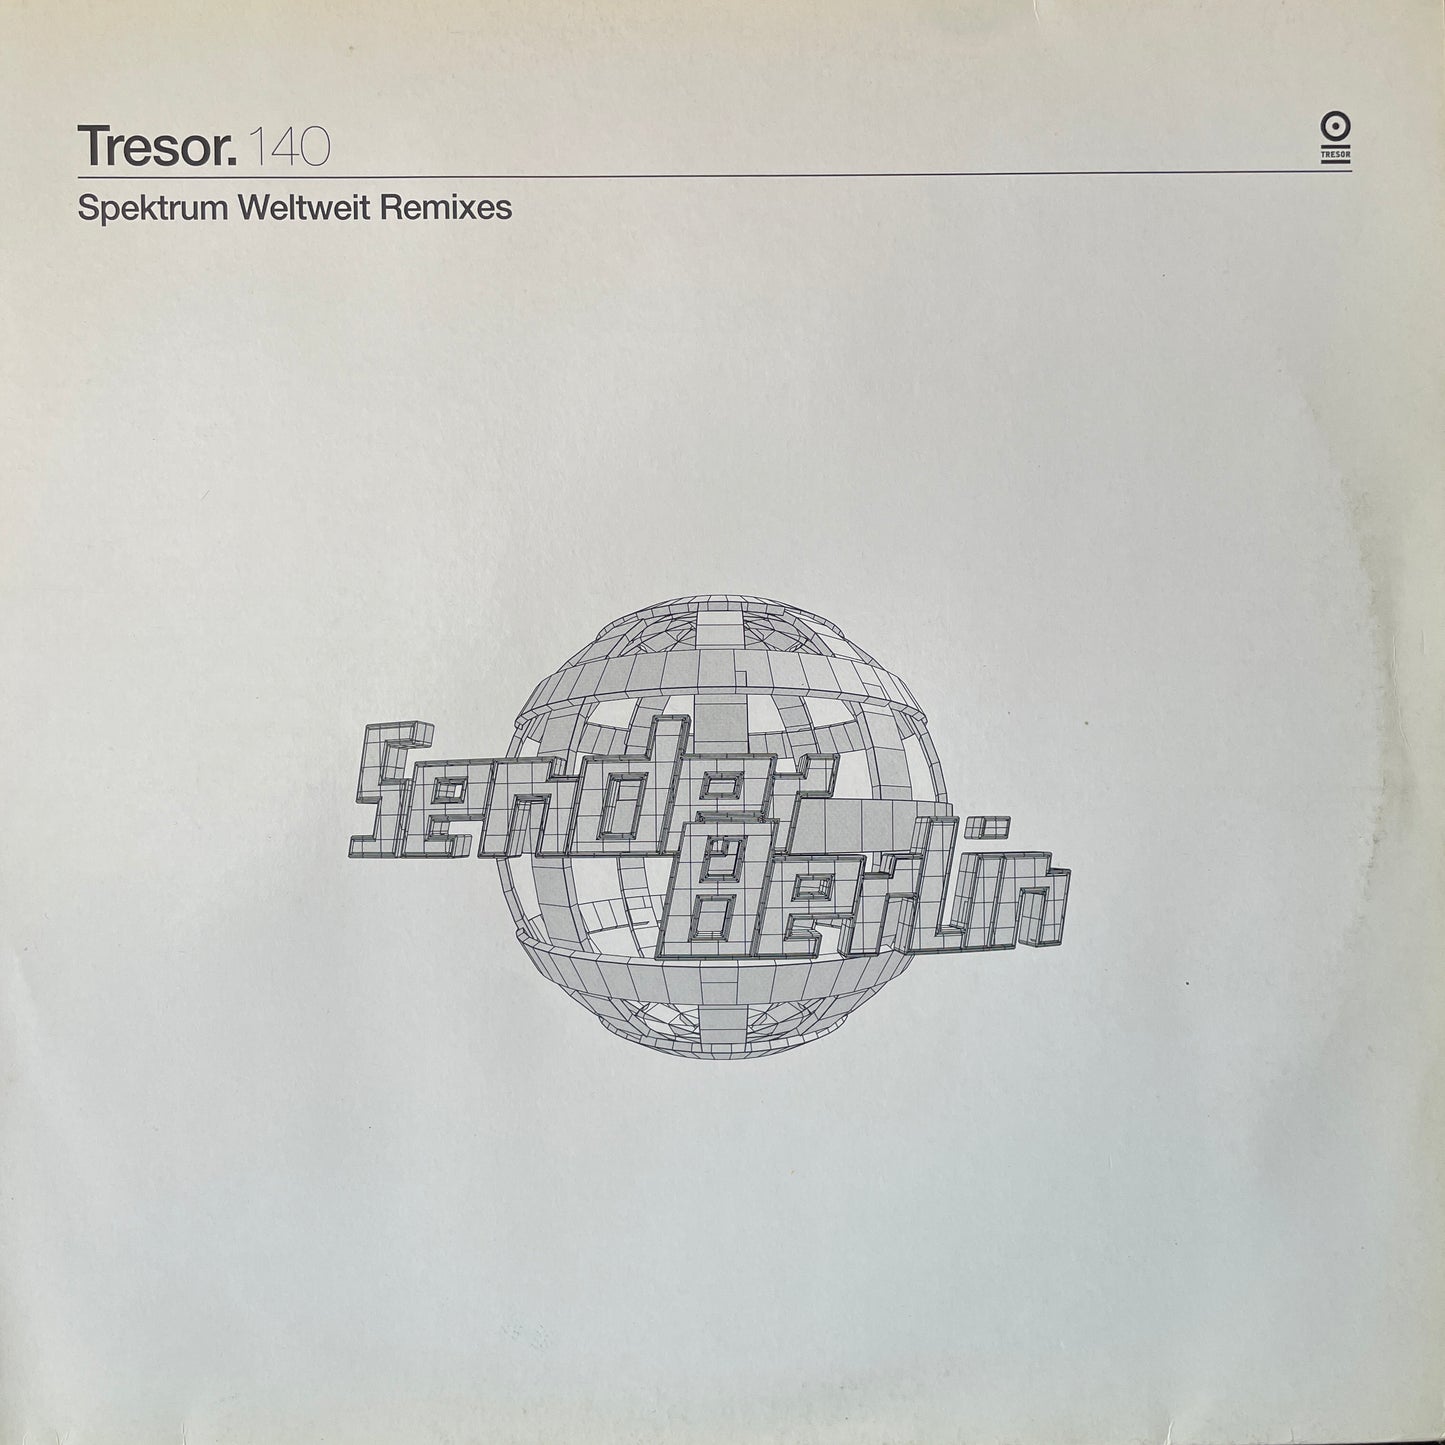 Tresor. 140
TRESOR
Spektrum Weltweit Remixes
Sender
Berlin